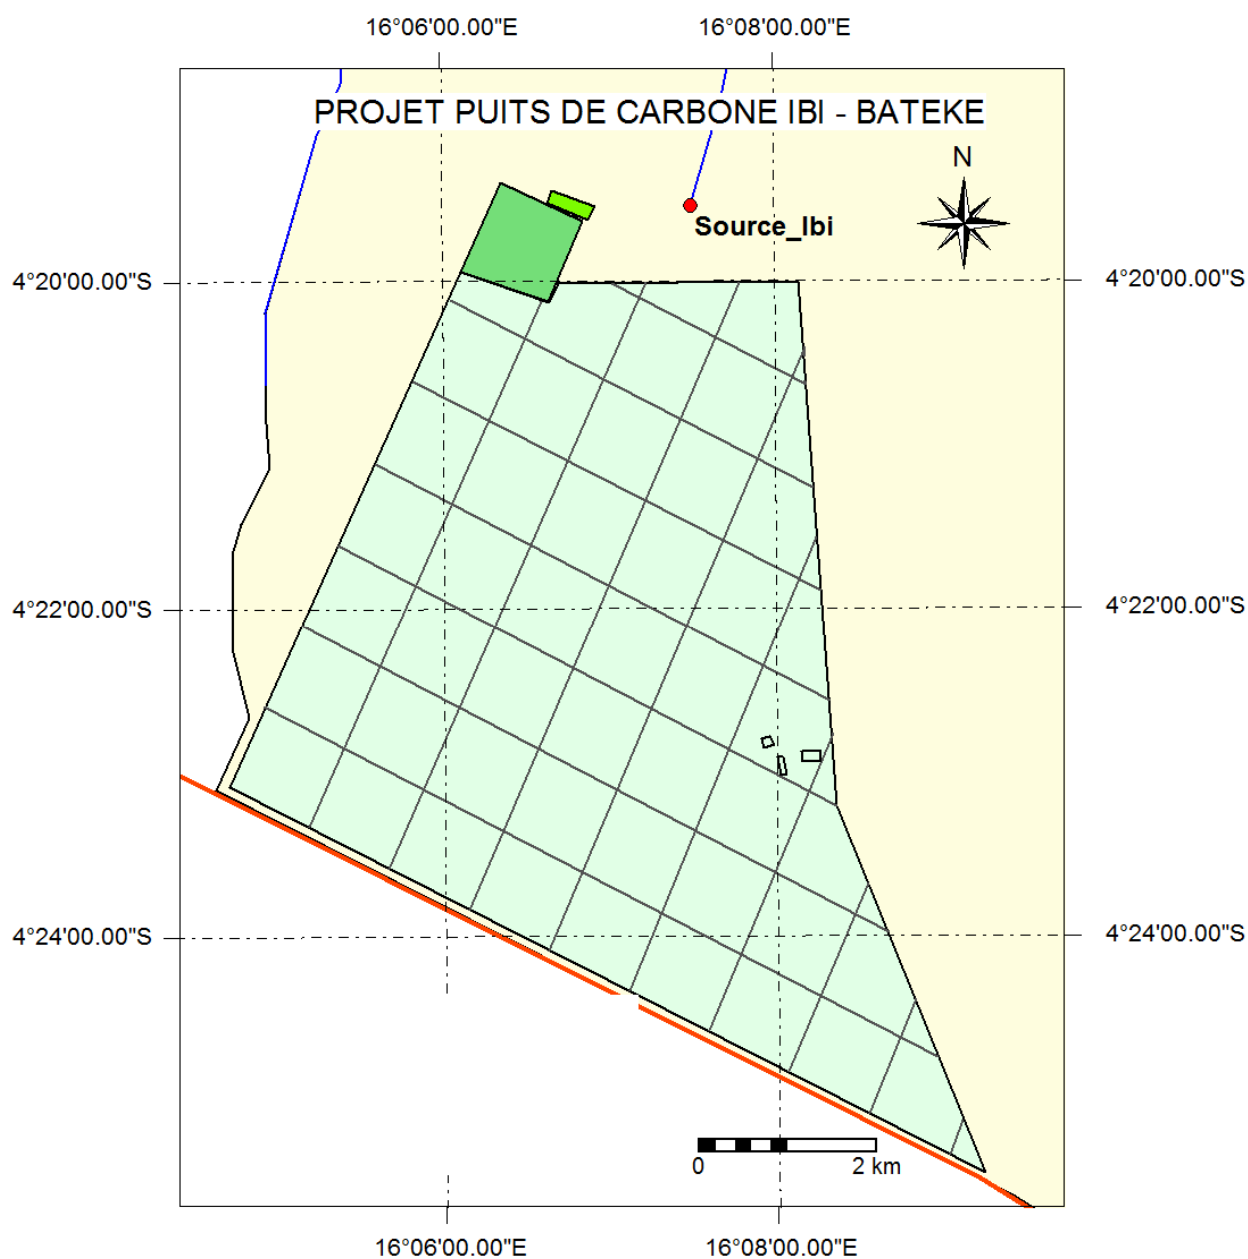 16°06'00.00"E
16°08'00.00"E
PROJET PUITS DE CARBONE IBI - BATEKE
N
Source_Ibi
4°20'00.00"S
4°20'00.00"S
4°22'00.00"S
4°22'00.00"S
4°24'00.00"S
4°24'00.00"S
0
2 km
16°06'00.00"E
16°08'00.00"E